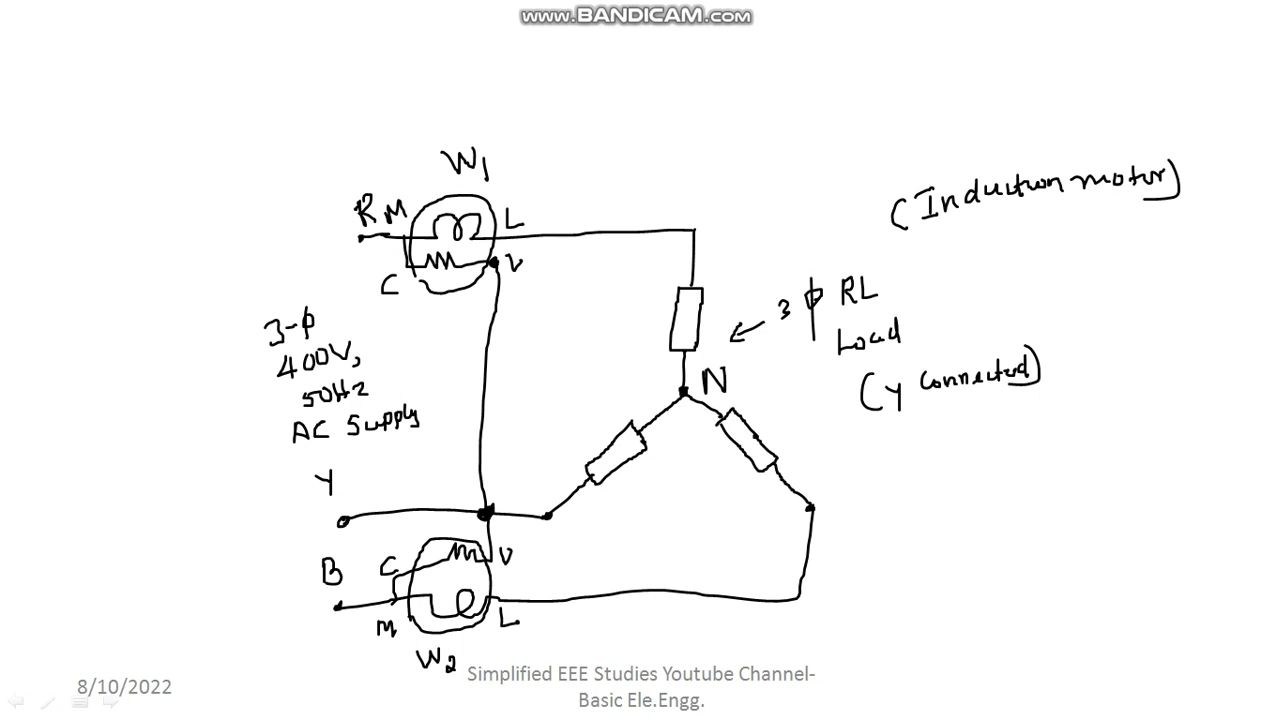 www.BANDICAM.com
W1
R M
L
C
V
(Induction motor)
3-ϕ
400V,
50Hz
AC Supply
3 ϕ RL
Load
(Y Connected)
N
Y
B
C
V
M
L
W2
8/10/2022
Simplified EEE Studies Youtube Channel-
Basic Ele.Engg.